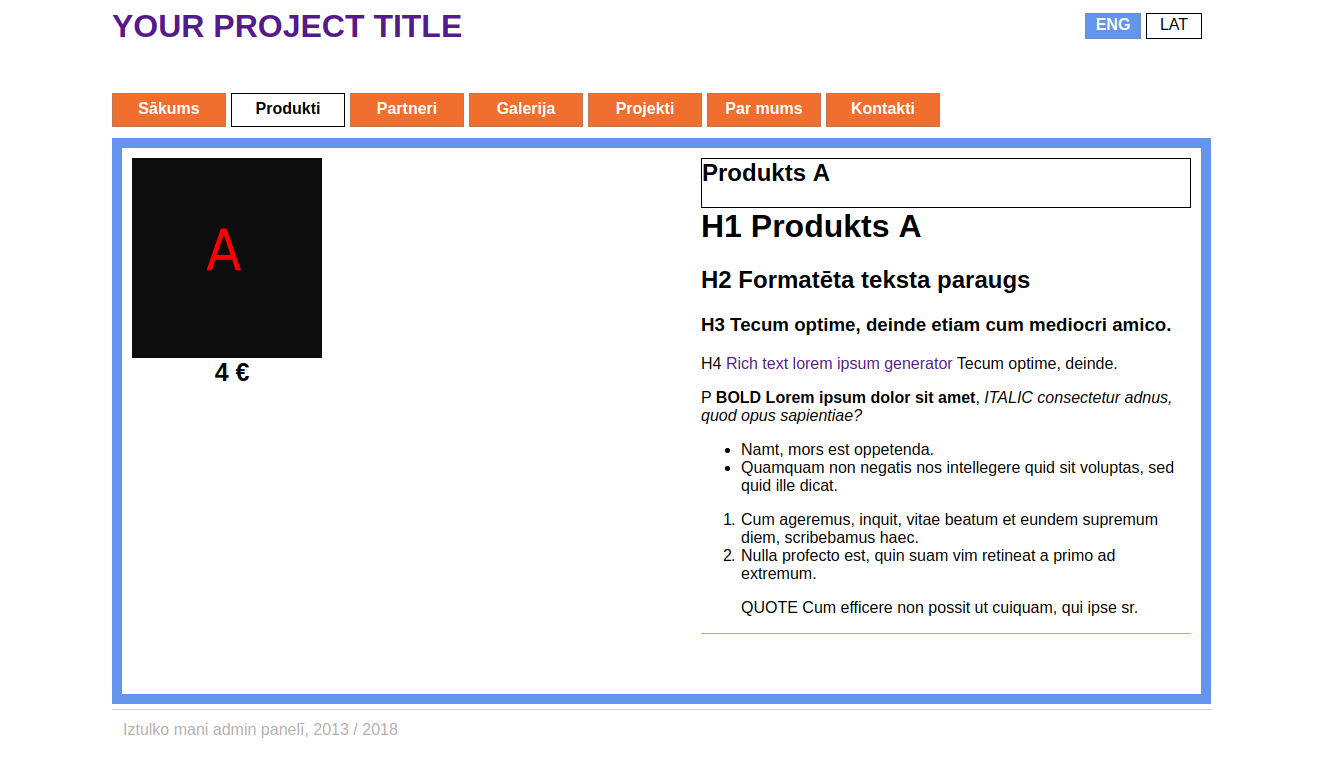 YOUR PROJECT TITLE
ENG
LAT
Sākums
Produkti
Partneri
Galerija
Projekti
Par mums
Kontakti
A
4 €
Produkts A
H1 Produkts A
H2 Formatēta teksta paraugs
H3 Tecum optime, deinde etiam cum mediocri amico.
H4 Rich text lorem ipsum generator Tecum optime, deinde.
P BOLD Lorem ipsum dolor sit amet, ITALIC consectetur adnus,
quod opus sapientiae?
• Namt, mors est oppetenda.
• Quamquam non negatis nos intellegere quid sit voluptas, sed
quid ille dicat.
1. Cum ageremus, inquit, vitae beatum et eundem supremum
diem, scribebamus haec.
2. Nulla profecto est, quin suam vim retineat a primo ad
extremum.
QUOTE Cum efficere non possit ut cuiquam, qui ipse sr.
Iztulko mani admin panelī, 2013 / 2018